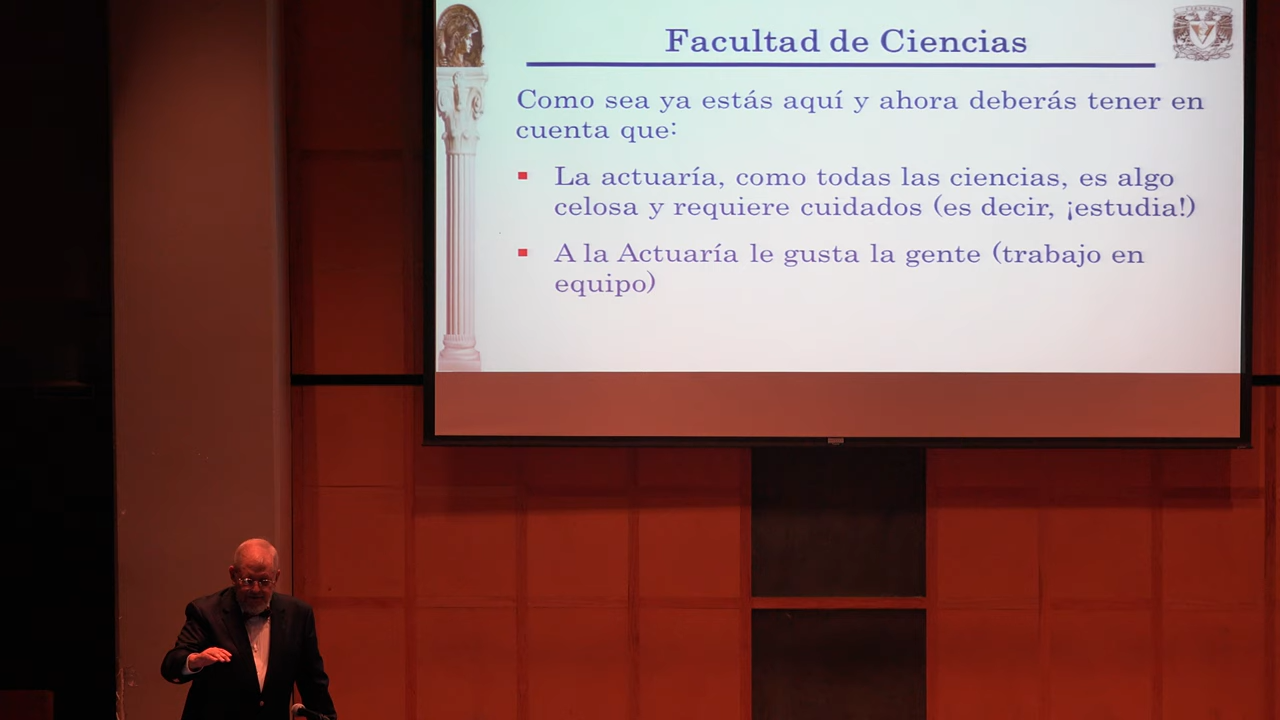 Facultad de Ciencias
Como sea ya estás aquí y ahora deberás tener en
cuenta que:
La actuaría, como todas las ciencias, es algo
celosa y requiere cuidados (es decir, ¡estudia!)
A la Actuaría le gusta la gente (trabajo en
equipo)